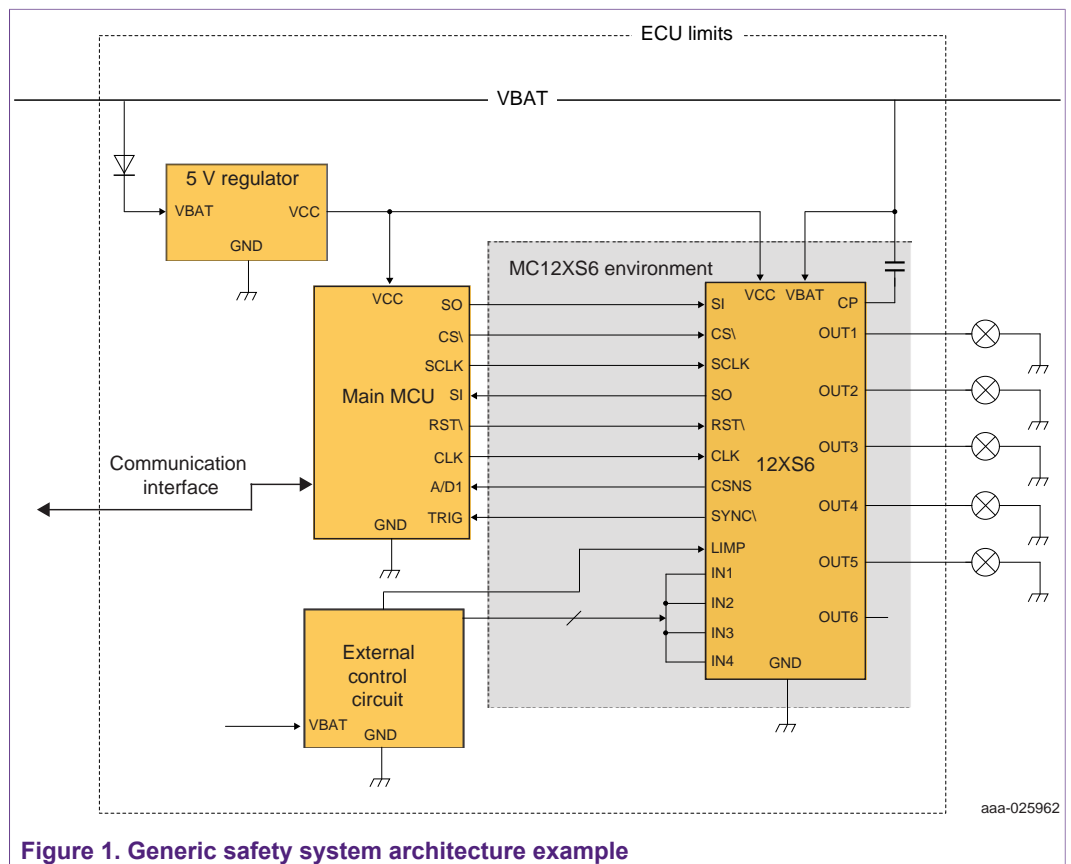 ECU limits
VBAT
5 V regulator
VBAT
VCC
GND
MC12XS6 environment
VCC
SO
CS\
SCLK
SI
Main MCU
RST\
CLK
A/D1
TRIG
GND
Communication
interface
VCC
VBAT
CP
SI
CS\
SCLK
SO
RST\
CLK
12XS6
CSNS
SYNC\
LIMP
IN1
IN2
IN3
IN4
GND
OUT1
OUT2
OUT3
OUT4
OUT5
OUT6
External
control
circuit
VBAT
GND
aaa-025962
Figure 1. Generic safety system architecture example